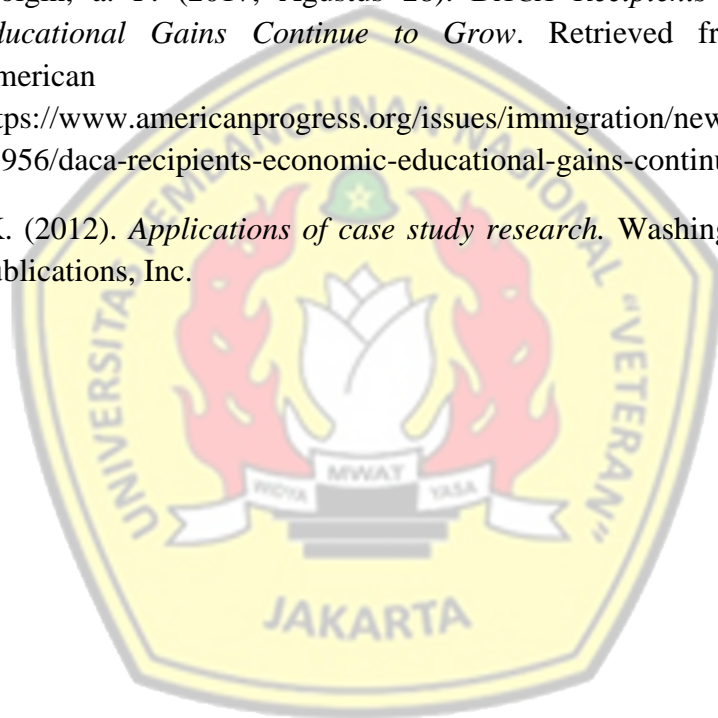 (2017, Agustus 28). DACA Recipients
ducational Gains Continue to Grow. Retrieved fr
merican
tps://www.americanprogress.org/issues/immigration/new
956/daca-recipients-economic-educational-gains-continu
K. (2012). Applications of case study research. Washing
ublications, Inc.
UNIVERSITAS PEMBANGUNAN NASIONAL "VETERAN"
WIDYA MWAT YASA
JAKARTA